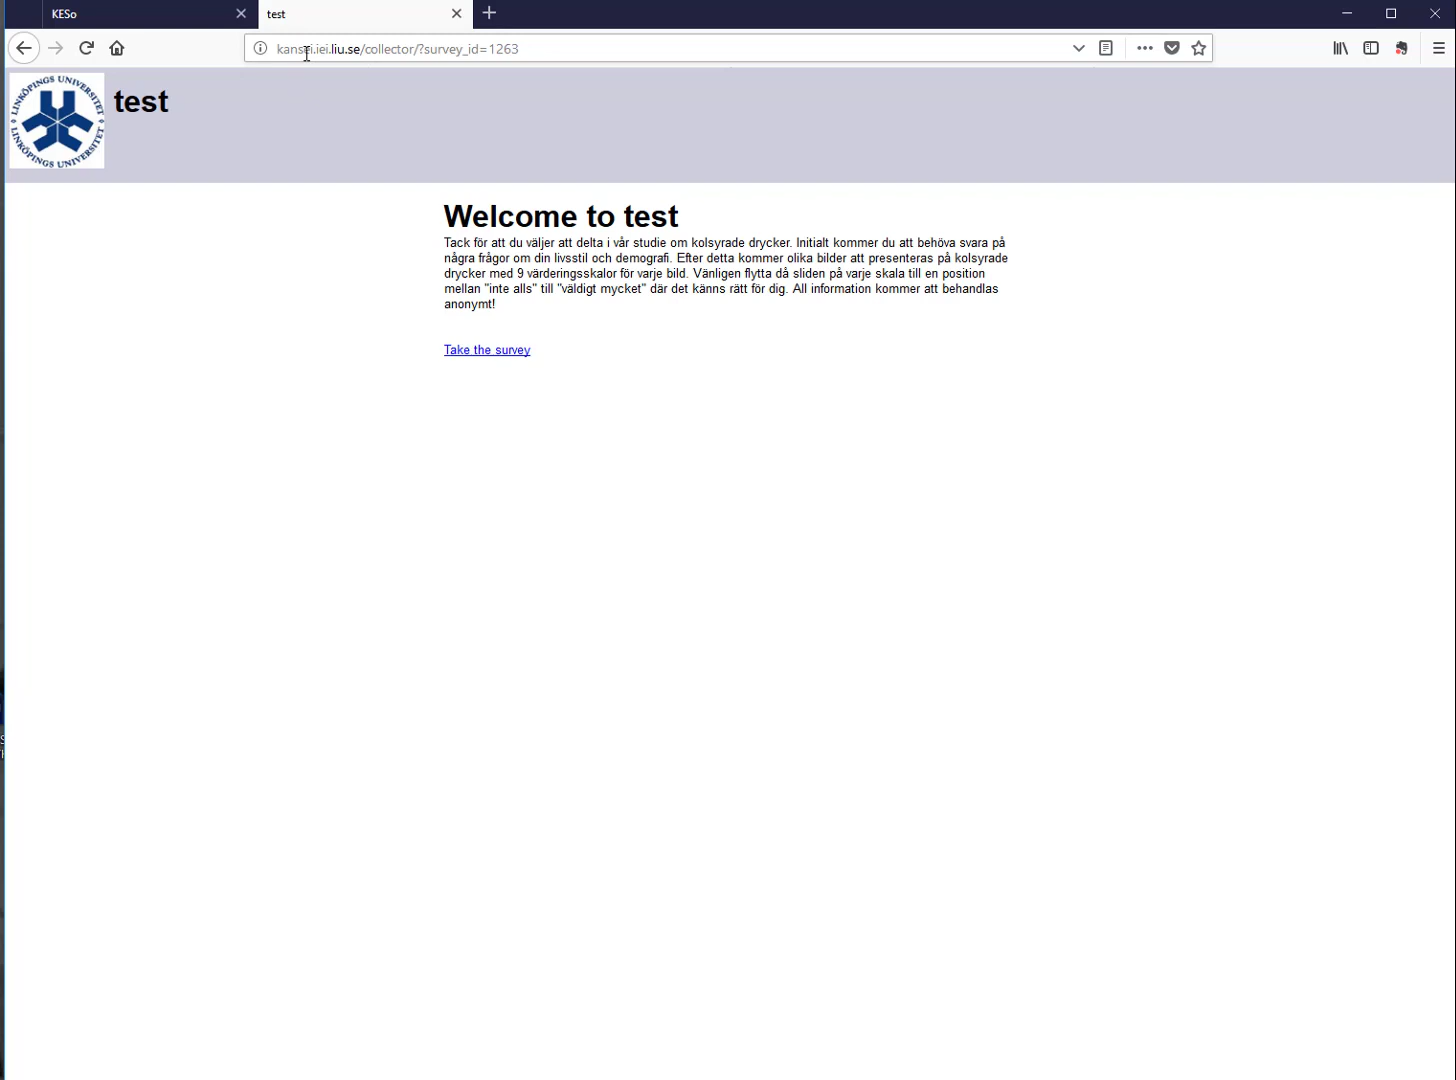 KESo
test
kansei.iei.liu.se/collector/?survey_id=1263
LINKÖPINGS UNIVERSITET
LINKÖPINGS UNIVERSITET
test
Welcome to test
Tack för att du väljer att delta i vår studie om kolsyrade drycker. Initialt kommer du att behöva svara på
några frågor om din livsstil och demografi. Efter detta kommer olika bilder att presenteras på kolsyrade
drycker med 9 värderingsskalor för varje bild. Vänligen flytta då sliden på varje skala till en position
mellan "inte alls" till "väldigt mycket" där det känns rätt för dig. All information kommer att behandlas
anonymt!
Take the survey